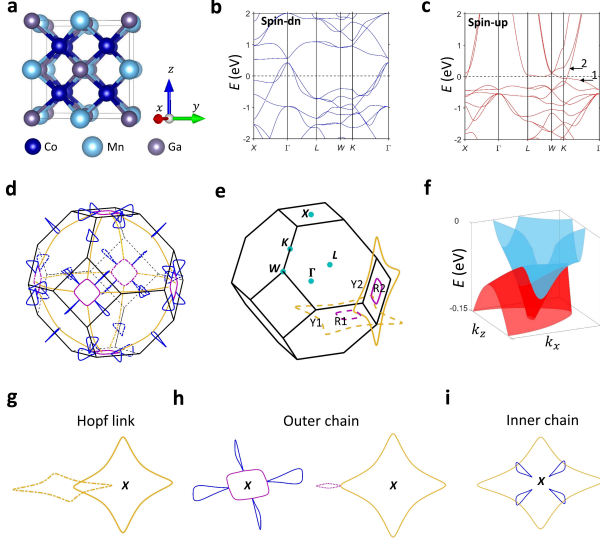 a
z
x
y
Co
Mn
Ga
b
Spin-dn
E (eV)
2
1
0
-1
-2
X
Γ
L
W
K
Γ
c
Spin-up
E (eV)
2
1
0
-1
-2
2
1
X
Γ
L
W
K
Γ
d
e
X
K
W
L
Γ
Y2
R2
Y1
R1
f
0
E (eV)
-0.15
kz
kx
g
Hopf link
X
h
Outer chain
X
X
i
Inner chain
X